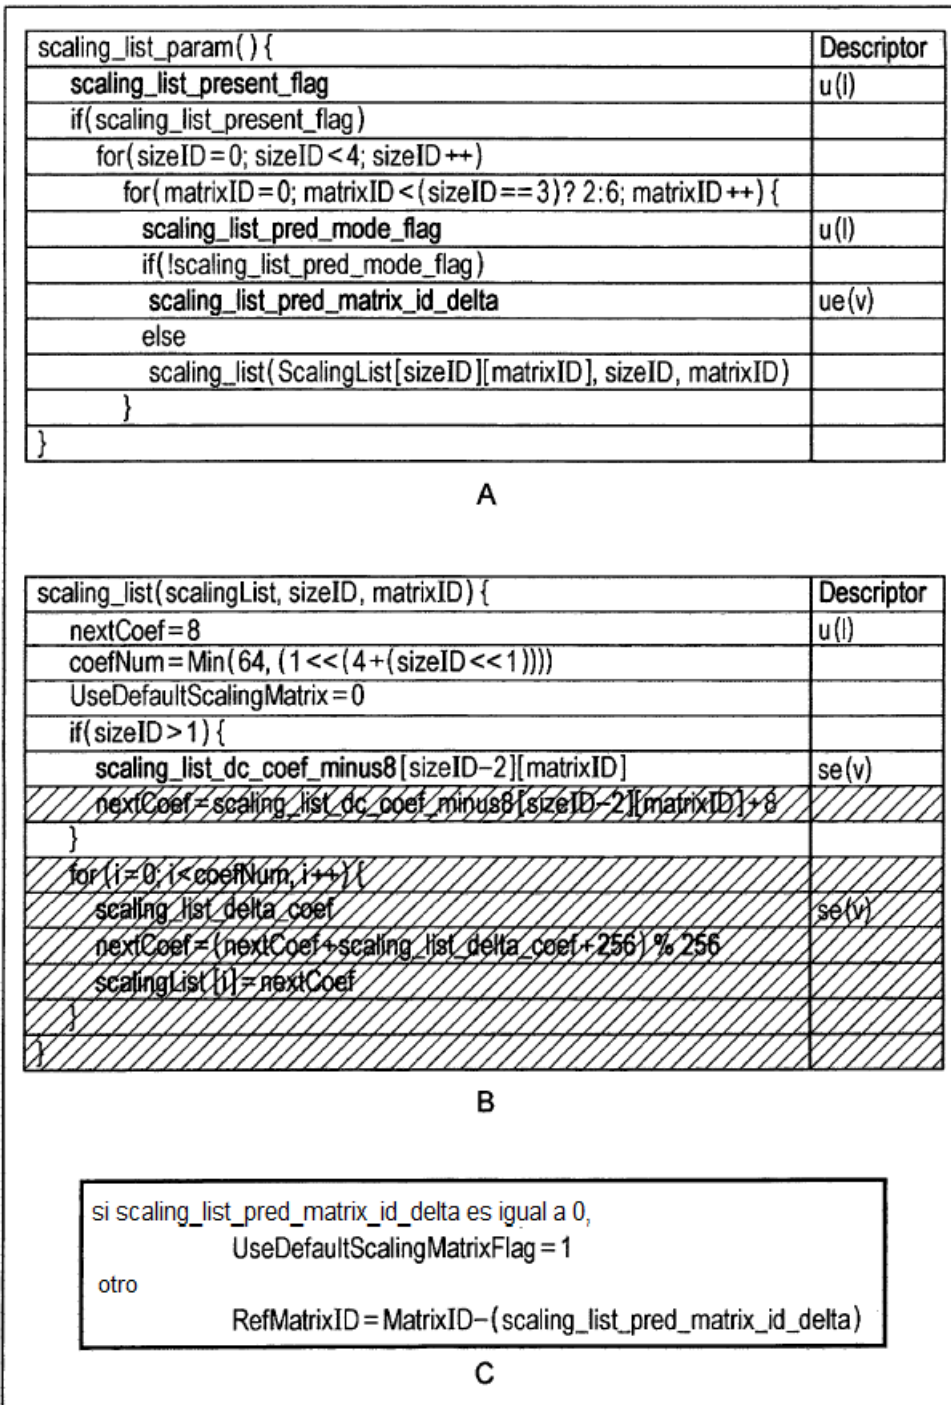 scaling_list_param( ) { Descriptor
scaling_list_present_flag u(l)
if(scaling_list_present_flag)
for(sizeID=0; sizeID<4; sizeID++)
for(matrixID=0; matrixID<(sizeID==3)? 2:6; matrixID++) {
scaling_list_pred_mode_flag u(l)
if(!scaling_list_pred_mode_flag)
scaling_list_pred_matrix_id_delta ue(v)
else
scaling_list(ScalingList[sizeID][matrixID], sizeID, matrixID)
}
}
A
scaling_list(scalingList, sizeID, matrixID) { Descriptor
nextCoef=8 u(l)
coefNum=Min(64, (1<<(4+(sizeID<<1))))
UseDefaultScalingMatrix=0
if(sizeID>1) {
scaling_list_dc_coef_minus8[sizeID-2][matrixID] se(v)
nextCoef=scaling_list_dc_coef_minus8[sizeID-2][matrixID]+8
}
for(i=0; i<coefNum, i++) {
scaling_list_delta_coef se(v)
nextCoef=(nextCoef+scaling_list_delta_coef+256) % 256
scalingList [i]=nextCoef
}
}
B
si scaling_list_pred_matrix_id_delta es igual a 0,
UseDefaultScalingMatrixFlag=1
otro
RefMatrixID=MatrixID-(scaling_list_pred_matrix_id_delta)
C